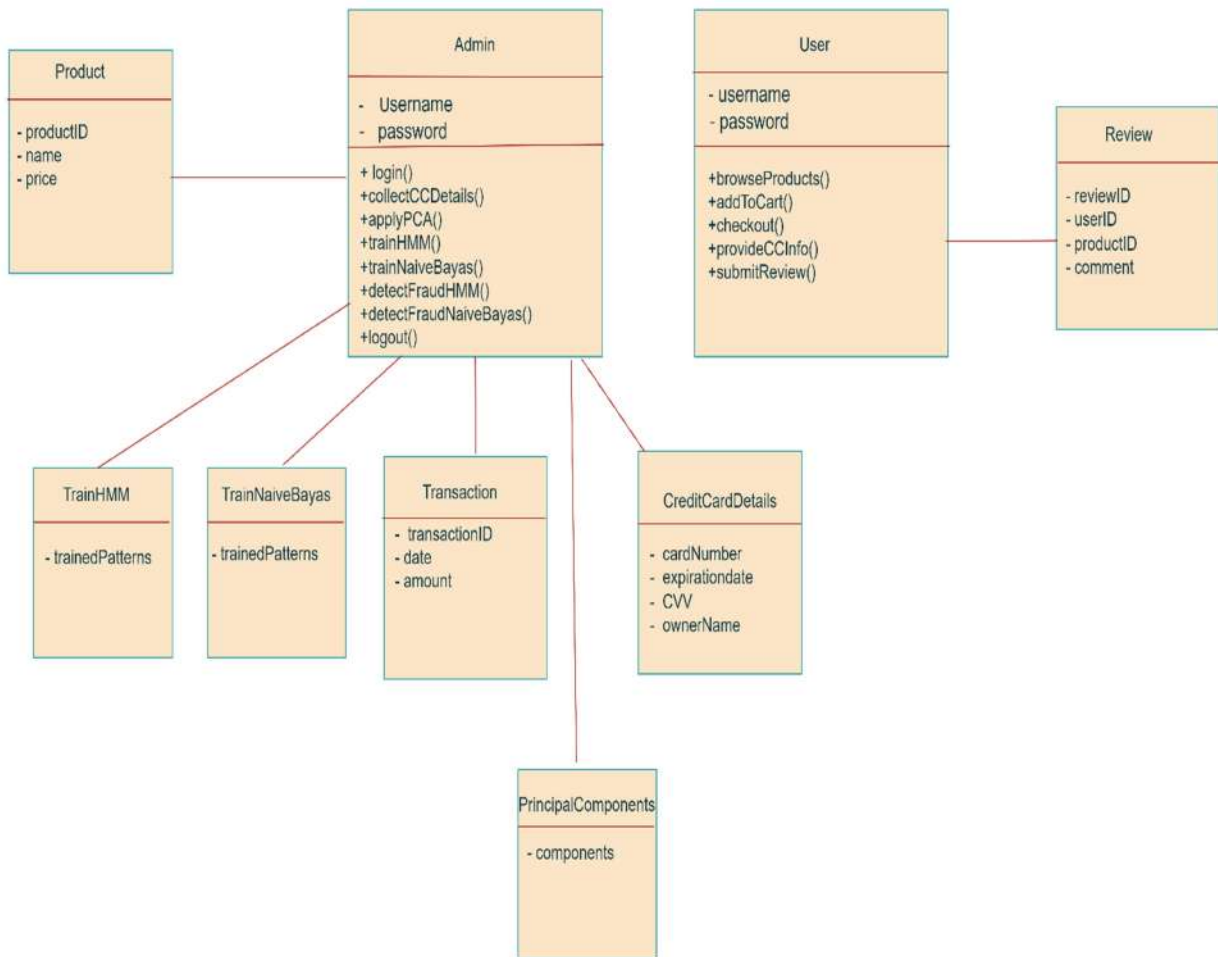 Product
- productID
- name
- price
Admin
- Username
- password
+ login()
+collectCCDetails()
+applyPCA()
+trainHMM()
+trainNaiveBayas()
+detectFraudHMM()
+detectFraudNaiveBayas()
+logout()
User
- username
- password
+browseProducts()
+addToCart()
+checkout()
+provideCCInfo()
+submitReview()
Review
- reviewID
- userID
- productID
- comment
TrainHMM
- trainedPatterns
TrainNaiveBayas
- trainedPatterns
Transaction
- transactionID
- date
- amount
CreditCardDetails
- cardNumber
- expirationdate
- CVV
- ownerName
PrincipalComponents
- components